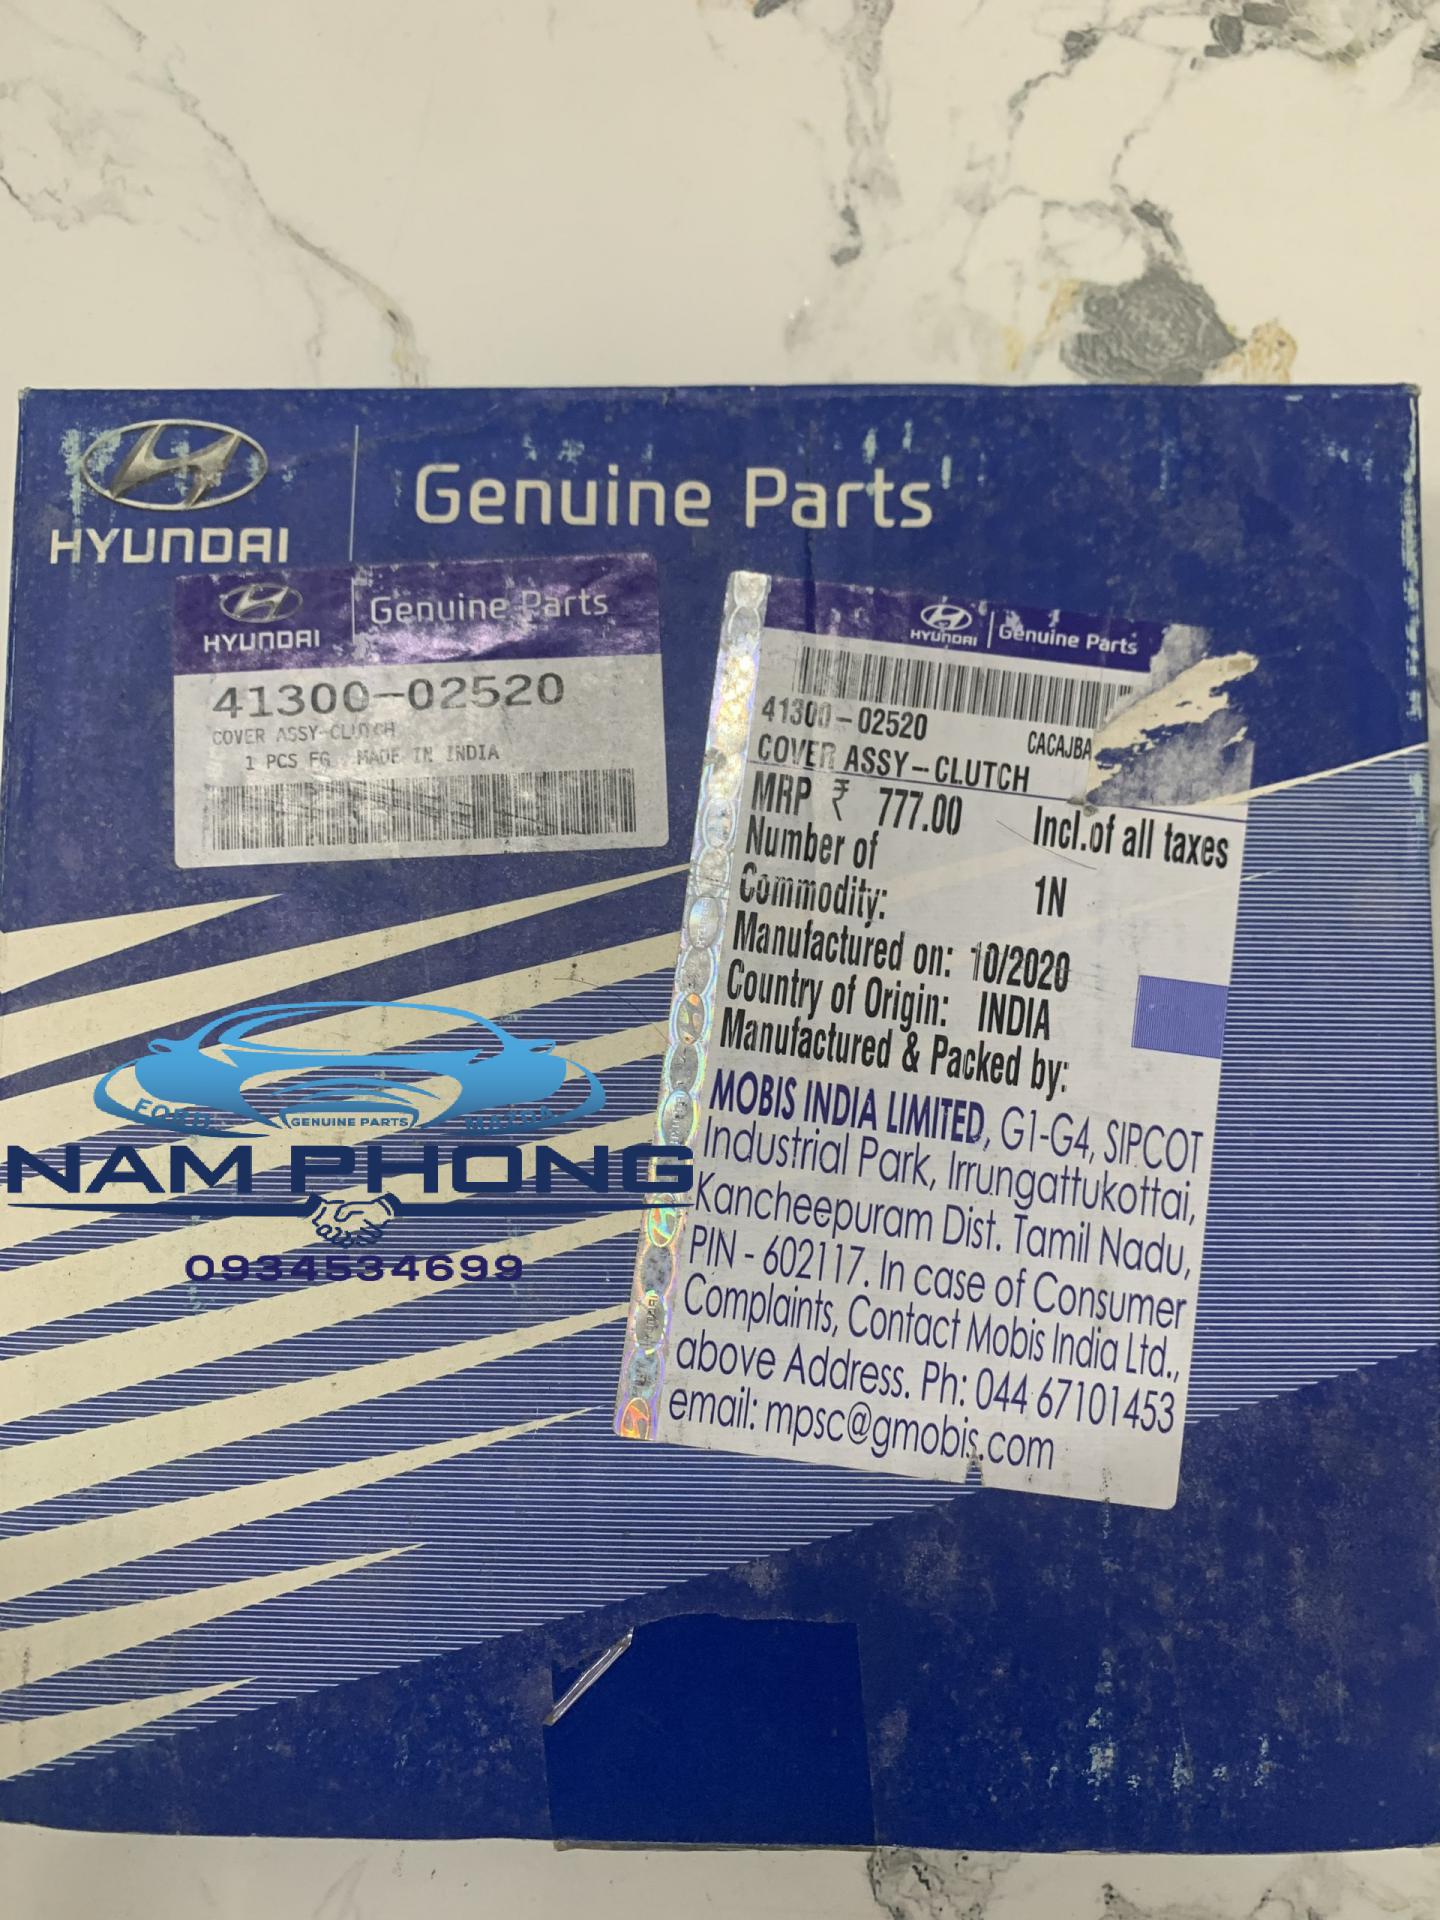 HYUNDAI
Genuine Parts
HYUNDAI
Genuine Parts
41300-02520
COVER ASSY-CLUTCH
1 PCS FG MADE IN INDIA
HYUNDAI
Genuine Parts
41300-02520
CACAJBA
COVER ASSY-CLUTCH
MRP ₹ 777.00 Incl.of all taxes
Number of
Commodity: 1N
Manufactured on: 10/2020
Country of Origin: INDIA
Manufactured & Packed by:
MOBIS INDIA LIMITED, G1-G4, SIPCOT
Industrial Park, Irrungattukottai,
Kancheepuram Dist. Tamil Nadu,
PIN - 602117. In case of Consumer
Complaints, Contact Mobis India Ltd.,
above Address. Ph: 044 67101453
email: mpsc@gmobis.com
FORD
GENUINE PARTS
MAZDA
NAM PHONG
0934534699